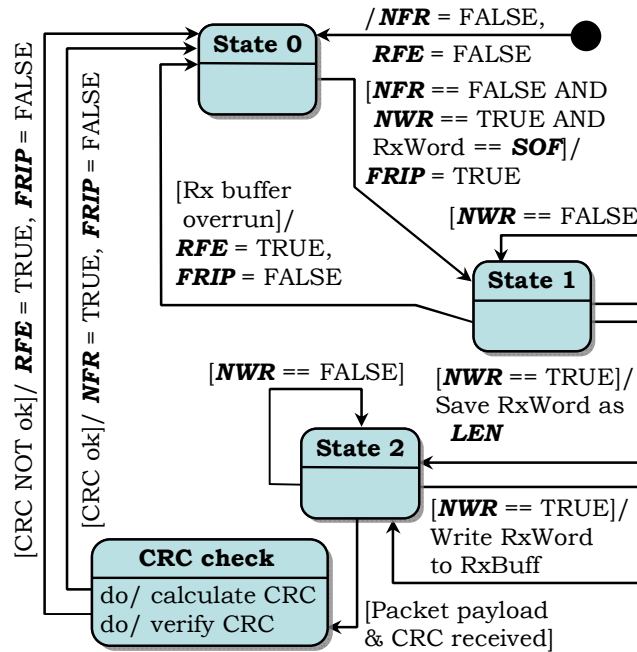 /NFR = FALSE,
RFE = FALSE
State 0
[NFR == FALSE AND
NWR == TRUE AND
RxWord == SOF]/
FRIP = TRUE
[Rx buffer
overrun]/
RFE = TRUE,
FRIP = FALSE
[NWR == FALSE
State 1
[NWR == TRUE]/
Save RxWord as
LEN
[NWR == FALSE]
State 2
[NWR == TRUE]/
Write RxWord
to RxBuff
[Packet payload
& CRC received]
CRC check
do/ calculate CRC
do/ verify CRC
[CRC NOT ok]/ RFE = TRUE, FRIP = FALSE
[CRC ok]/ NFR = TRUE, FRIP = FALSE